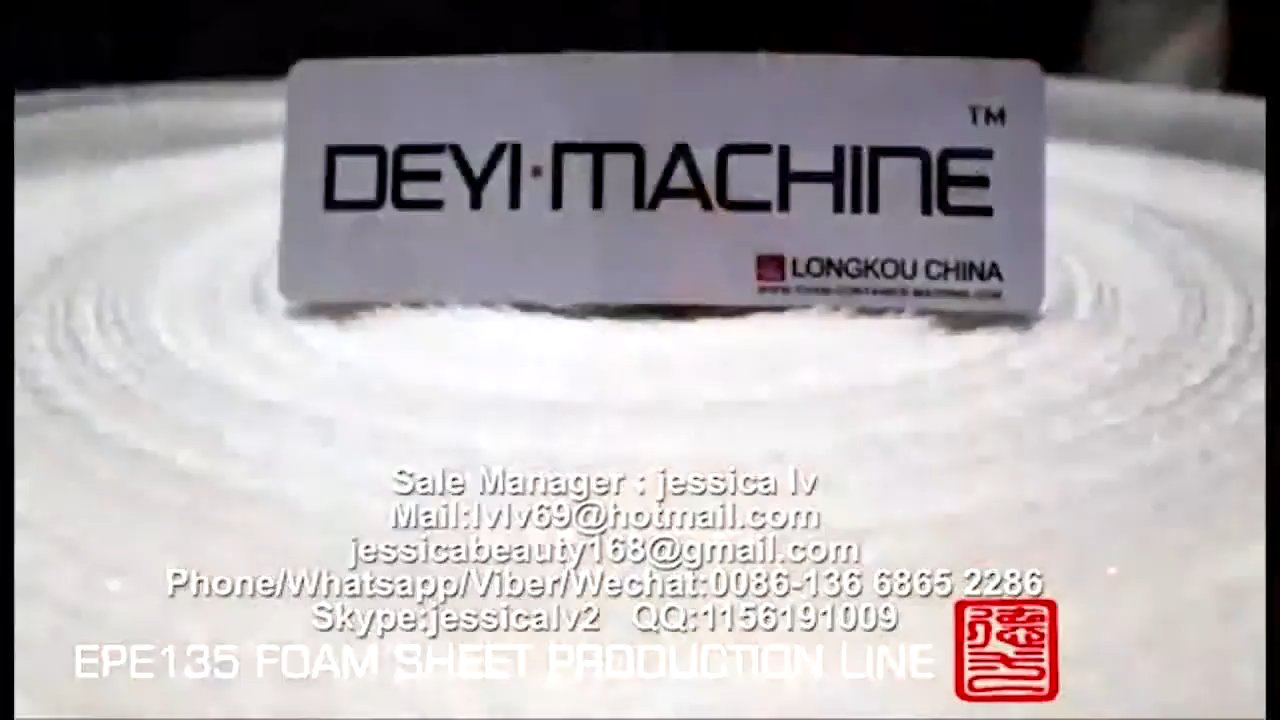 TM
DEYI·MACHINE
LONGKOU CHINA
Sale Manager : jessica lv
Mail:lvlv69@hotmail.com
jessicabeauty168@gmail.com
Phone/Whatsapp/Viber/Wechat:0086-136 6865 2286
Skype:jessicalv2 QQ:1156191009
EPE135 FOAM SHEET PRODUCTION LINE